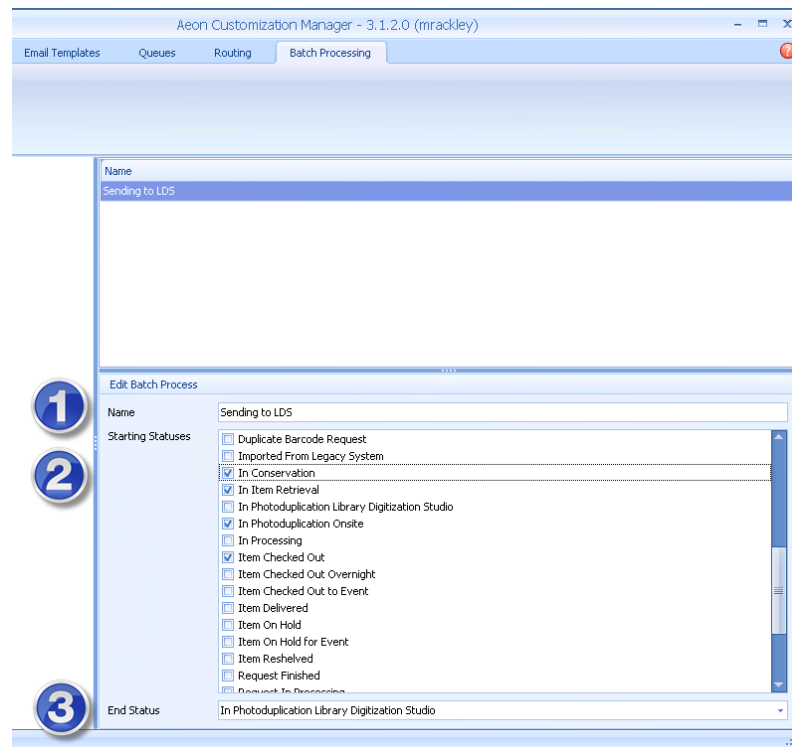 Aeon Customization Manager - 3.1.2.0 (mrackley)
Email Templates Queues Routing Batch Processing
?
Name
Sending to LDS
Edit Batch Process
1
Name Sending to LDS
Starting Statuses
2
Duplicate Barcode Request
Imported From Legacy System
In Conservation
In Item Retrieval
In Photoduplication Library Digitization Studio
In Photoduplication Onsite
In Processing
Item Checked Out
Item Checked Out Overnight
Item Checked Out to Event
Item Delivered
Item On Hold
Item On Hold for Event
Item Reshelved
Request Finished
Request In Processing
3
End Status In Photoduplication Library Digitization Studio